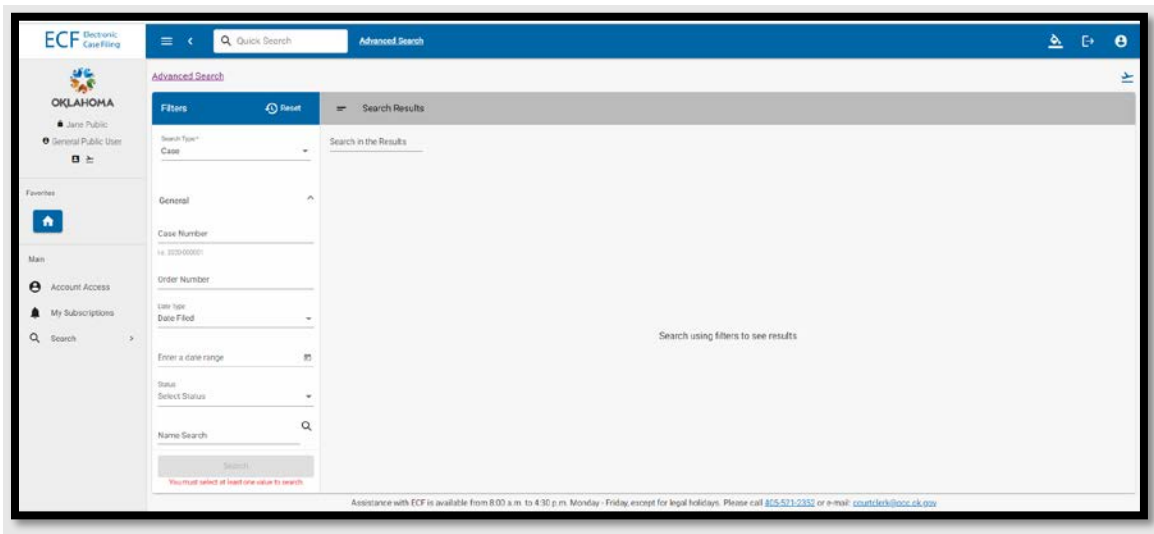 ECF Electronic Case Filing
Quick Search
Advanced Search
Advanced Search
OKLAHOMA
Jane Public
General Public User
Favorites
Main
Account Access
My Subscriptions
Search
Filters
Reset
Search Type*
Case
General
Case Number
i.e. 2020-000001
Order Number
Date Type
Date Filed
Enter a date range
Status
Select Status
Name Search
Search
You must select at least one value to search
Search Results
Search in the Results
Search using filters to see results
Assistance with ECF is available from 8:00 a.m. to 4:30 p.m. Monday - Friday, except for legal holidays. Please call 405-521-2352 or e-mail: courtclerk@occ.ok.gov